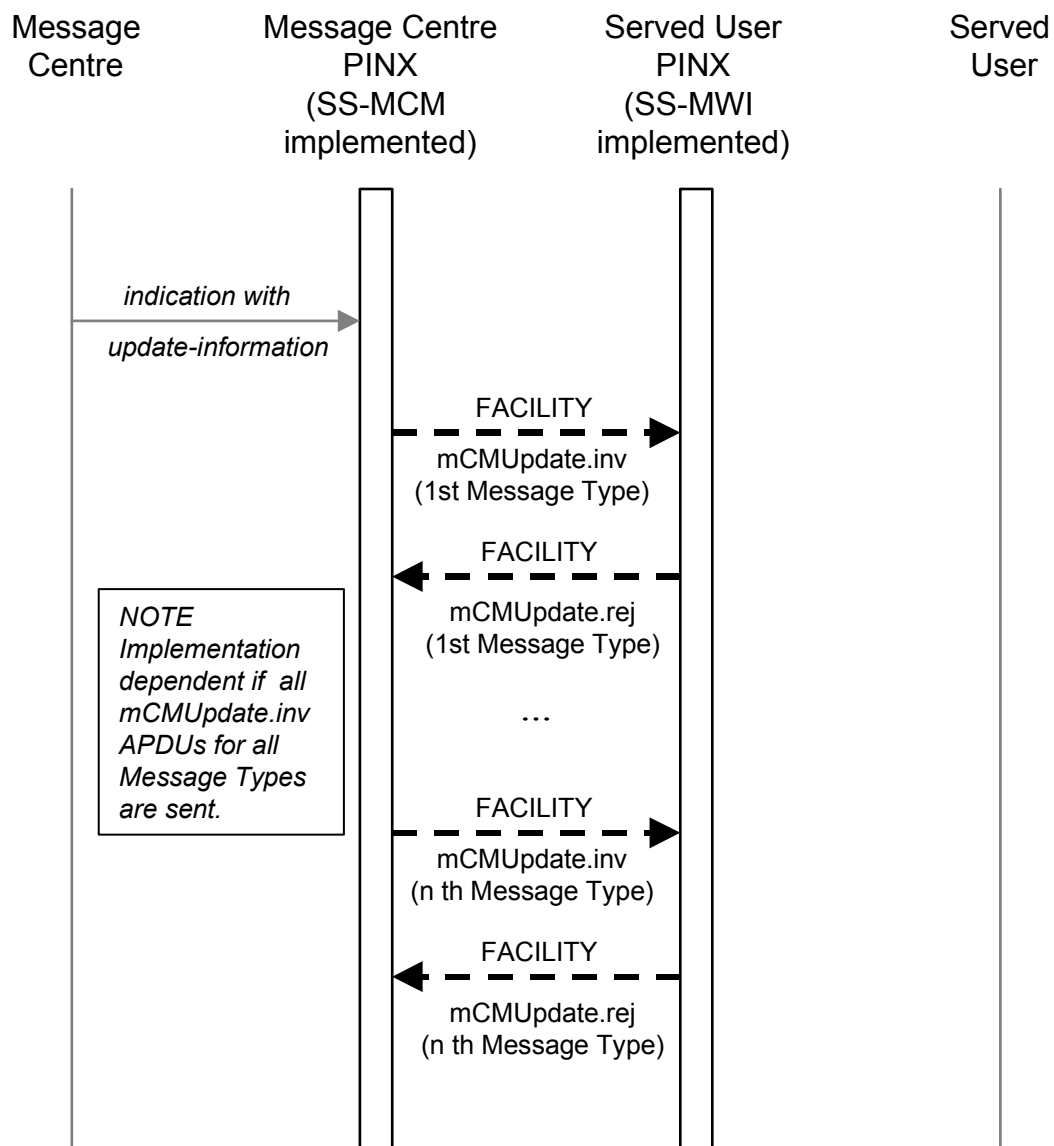 Message
Centre
Message Centre
PINX
(SS-MCM
implemented)
Served User
PINX
(SS-MWI
implemented)
Served
User
indication with
update-information
FACILITY
mCMUpdate.inv
(1st Message Type)
FACILITY
mCMUpdate.rej
(1st Message Type)
NOTE
Implementation
dependent if all
mCMUpdate.inv
APDUs for all
Message Types
are sent.
...
FACILITY
mCMUpdate.inv
(n th Message Type)
FACILITY
mCMUpdate.rej
(n th Message Type)